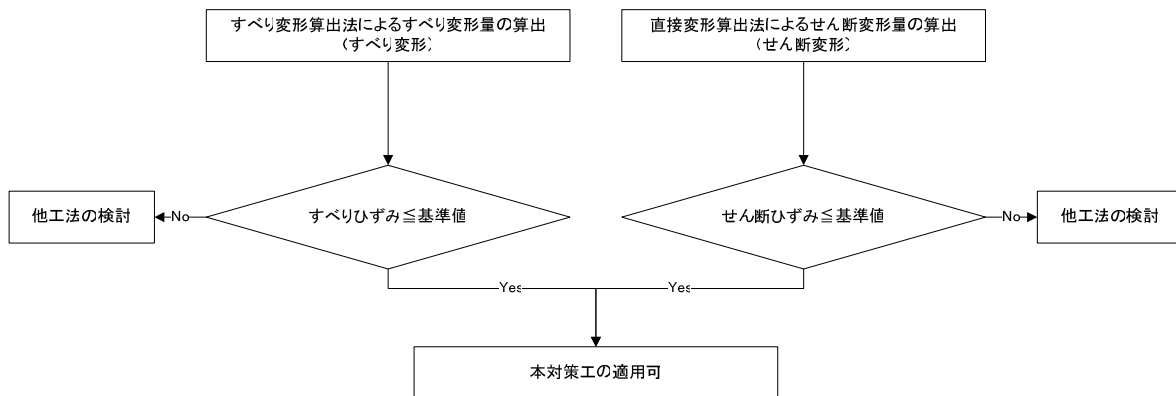 すべり変形算出法によるすべり変形量の算出
(すべり変形)
直接変形算出法によるせん断変形量の算出
(せん断変形)
他工法の検討
No
すべりひずみ≦基準値
せん断ひずみ≦基準値
No
他工法の検討
Yes
Yes
本対策工の適用可